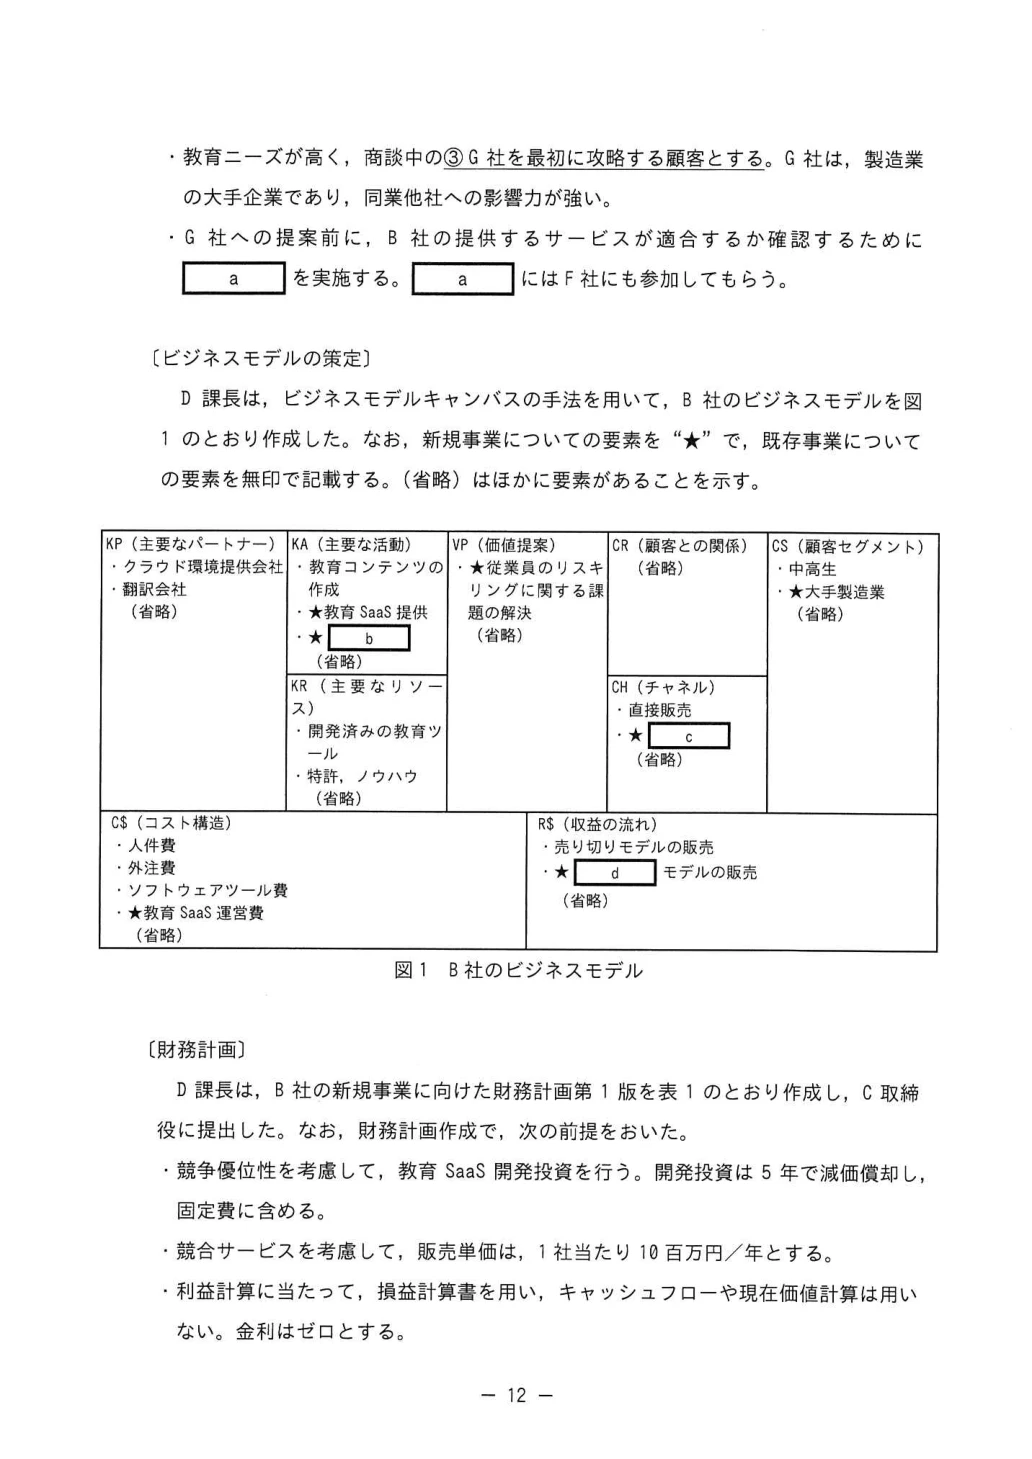 ・教育ニーズが高く，商談中の③G 社を最初に攻略する顧客とする。G 社は，製造業
の大手企業であり，同業他社への影響力が強い。
・G 社への提案前に，B 社の提供するサービスが適合するか確認するために
a を実施する。 a には F 社にも参加してもらう。
〔ビジネスモデルの策定〕
D 課長は，ビジネスモデルキャンバスの手法を用いて，B 社のビジネスモデルを図
1 のとおり作成した。なお，新規事業についての要素を “★” で，既存事業について
の要素を無印で記載する。（省略）はほかに要素があることを示す。
KP（主要なパートナー）
・クラウド環境提供会社
・翻訳会社
（省略）
KA（主要な活動）
・教育コンテンツの
作成
・★教育 SaaS 提供
・★ b
（省略）
KR（主要なリソー
ス）
・開発済みの教育ツ
ール
・特許，ノウハウ
（省略）
VP（価値提案）
・★従業員のリスキ
リングに関する課
題の解決
（省略）
CR（顧客との関係）
（省略）
CH（チャネル）
・直接販売
・★ c
（省略）
CS（顧客セグメント）
・中高生
・★大手製造業
（省略）
C$（コスト構造）
・人件費
・外注費
・ソフトウェアツール費
・★教育 SaaS 運営費
（省略）
R$（収益の流れ）
・売り切りモデルの販売
・★ d モデルの販売
（省略）
図1 B 社のビジネスモデル
〔財務計画〕
D 課長は，B 社の新規事業に向けた財務計画第 1 版を表 1 のとおり作成し，C 取締
役に提出した。なお，財務計画作成で，次の前提をおいた。
・競争優位性を考慮して，教育 SaaS 開発投資を行う。開発投資は 5 年で減価償却し，
固定費に含める。
・競合サービスを考慮して，販売単価は，1 社当たり 10 百万円／年とする。
・利益計算に当たって，損益計算書を用い，キャッシュフローや現在価値計算は用い
ない。金利はゼロとする。
－ 12 －